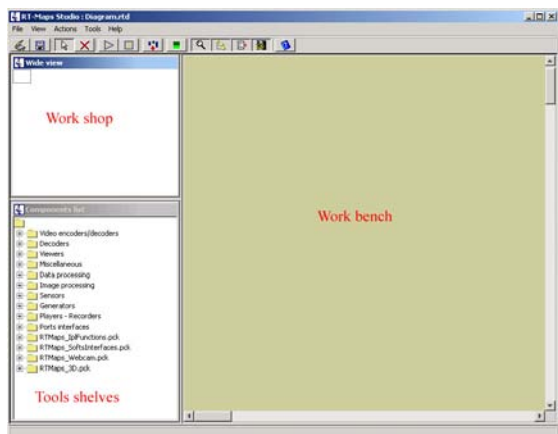 RT-Maps Studio : Diagram.rtd
File View Actions Tools Help
Wide view
Work shop
Work bench
Components list
Video encoders/decoders
Decoders
Viewers
Miscellaneous
Data processing
Image processing
Sensors
Generators
Players - Recorders
Ports interfaces
RTMaps_IplFunctions.pck
RTMaps_SoftsInterfaces.pck
RTMaps_Webcam.pck
RTMaps_3D.pck
Tools shelves